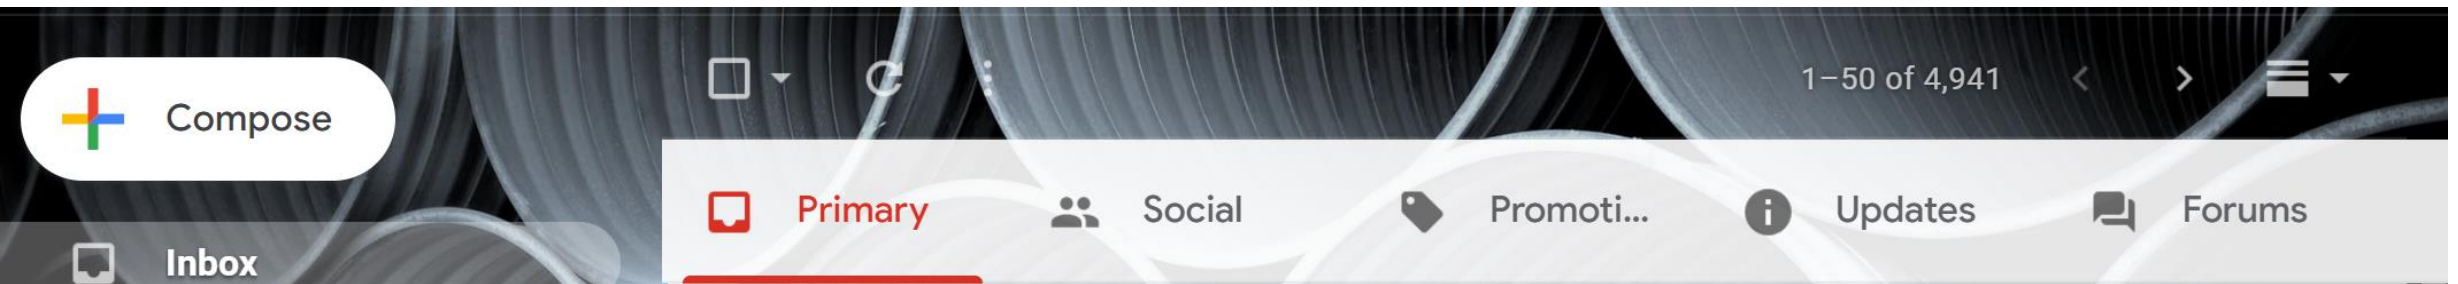 Compose
1–50 of 4,941
Primary
Social
Promoti...
Updates
Forums
Inbox